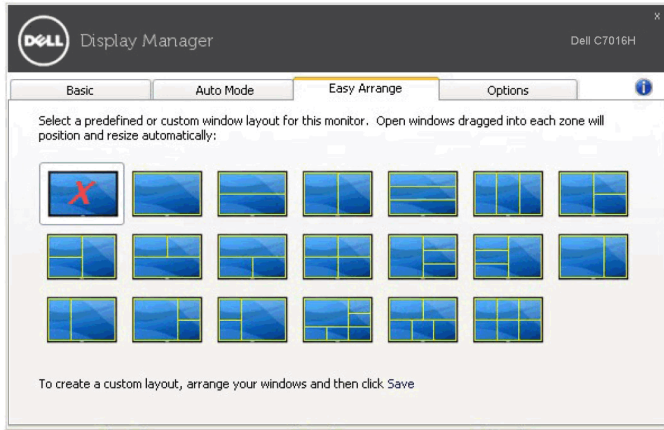 x
DELL Display Manager
Dell C7016H
Basic
Auto Mode
Easy Arrange
Options
i
Select a predefined or custom window layout for this monitor. Open windows dragged into each zone will
position and resize automatically:
X
To create a custom layout, arrange your windows and then click Save